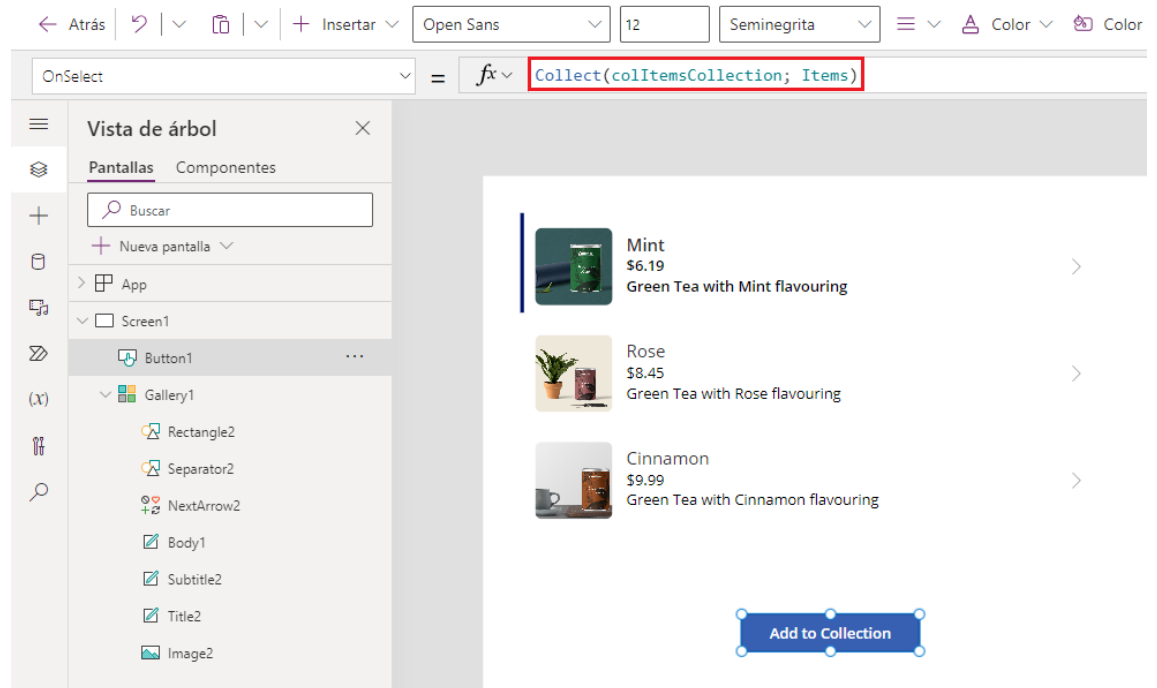 Atrás Insertar Open Sans 12 Seminegrita Color Color
OnSelect = fx Collect(colItemsCollection; Items)
Vista de árbol
Pantallas Componentes
Buscar
Nueva pantalla
App
Screen1
Button1 ...
(x) Gallery1
Rectangle2
Separator2
NextArrow2
Body1
Subtitle2
Title2
Image2
Mint
$6.19
Green Tea with Mint flavouring
Rose
$8.45
Green Tea with Rose flavouring
Cinnamon
$9.99
Green Tea with Cinnamon flavouring
Add to Collection